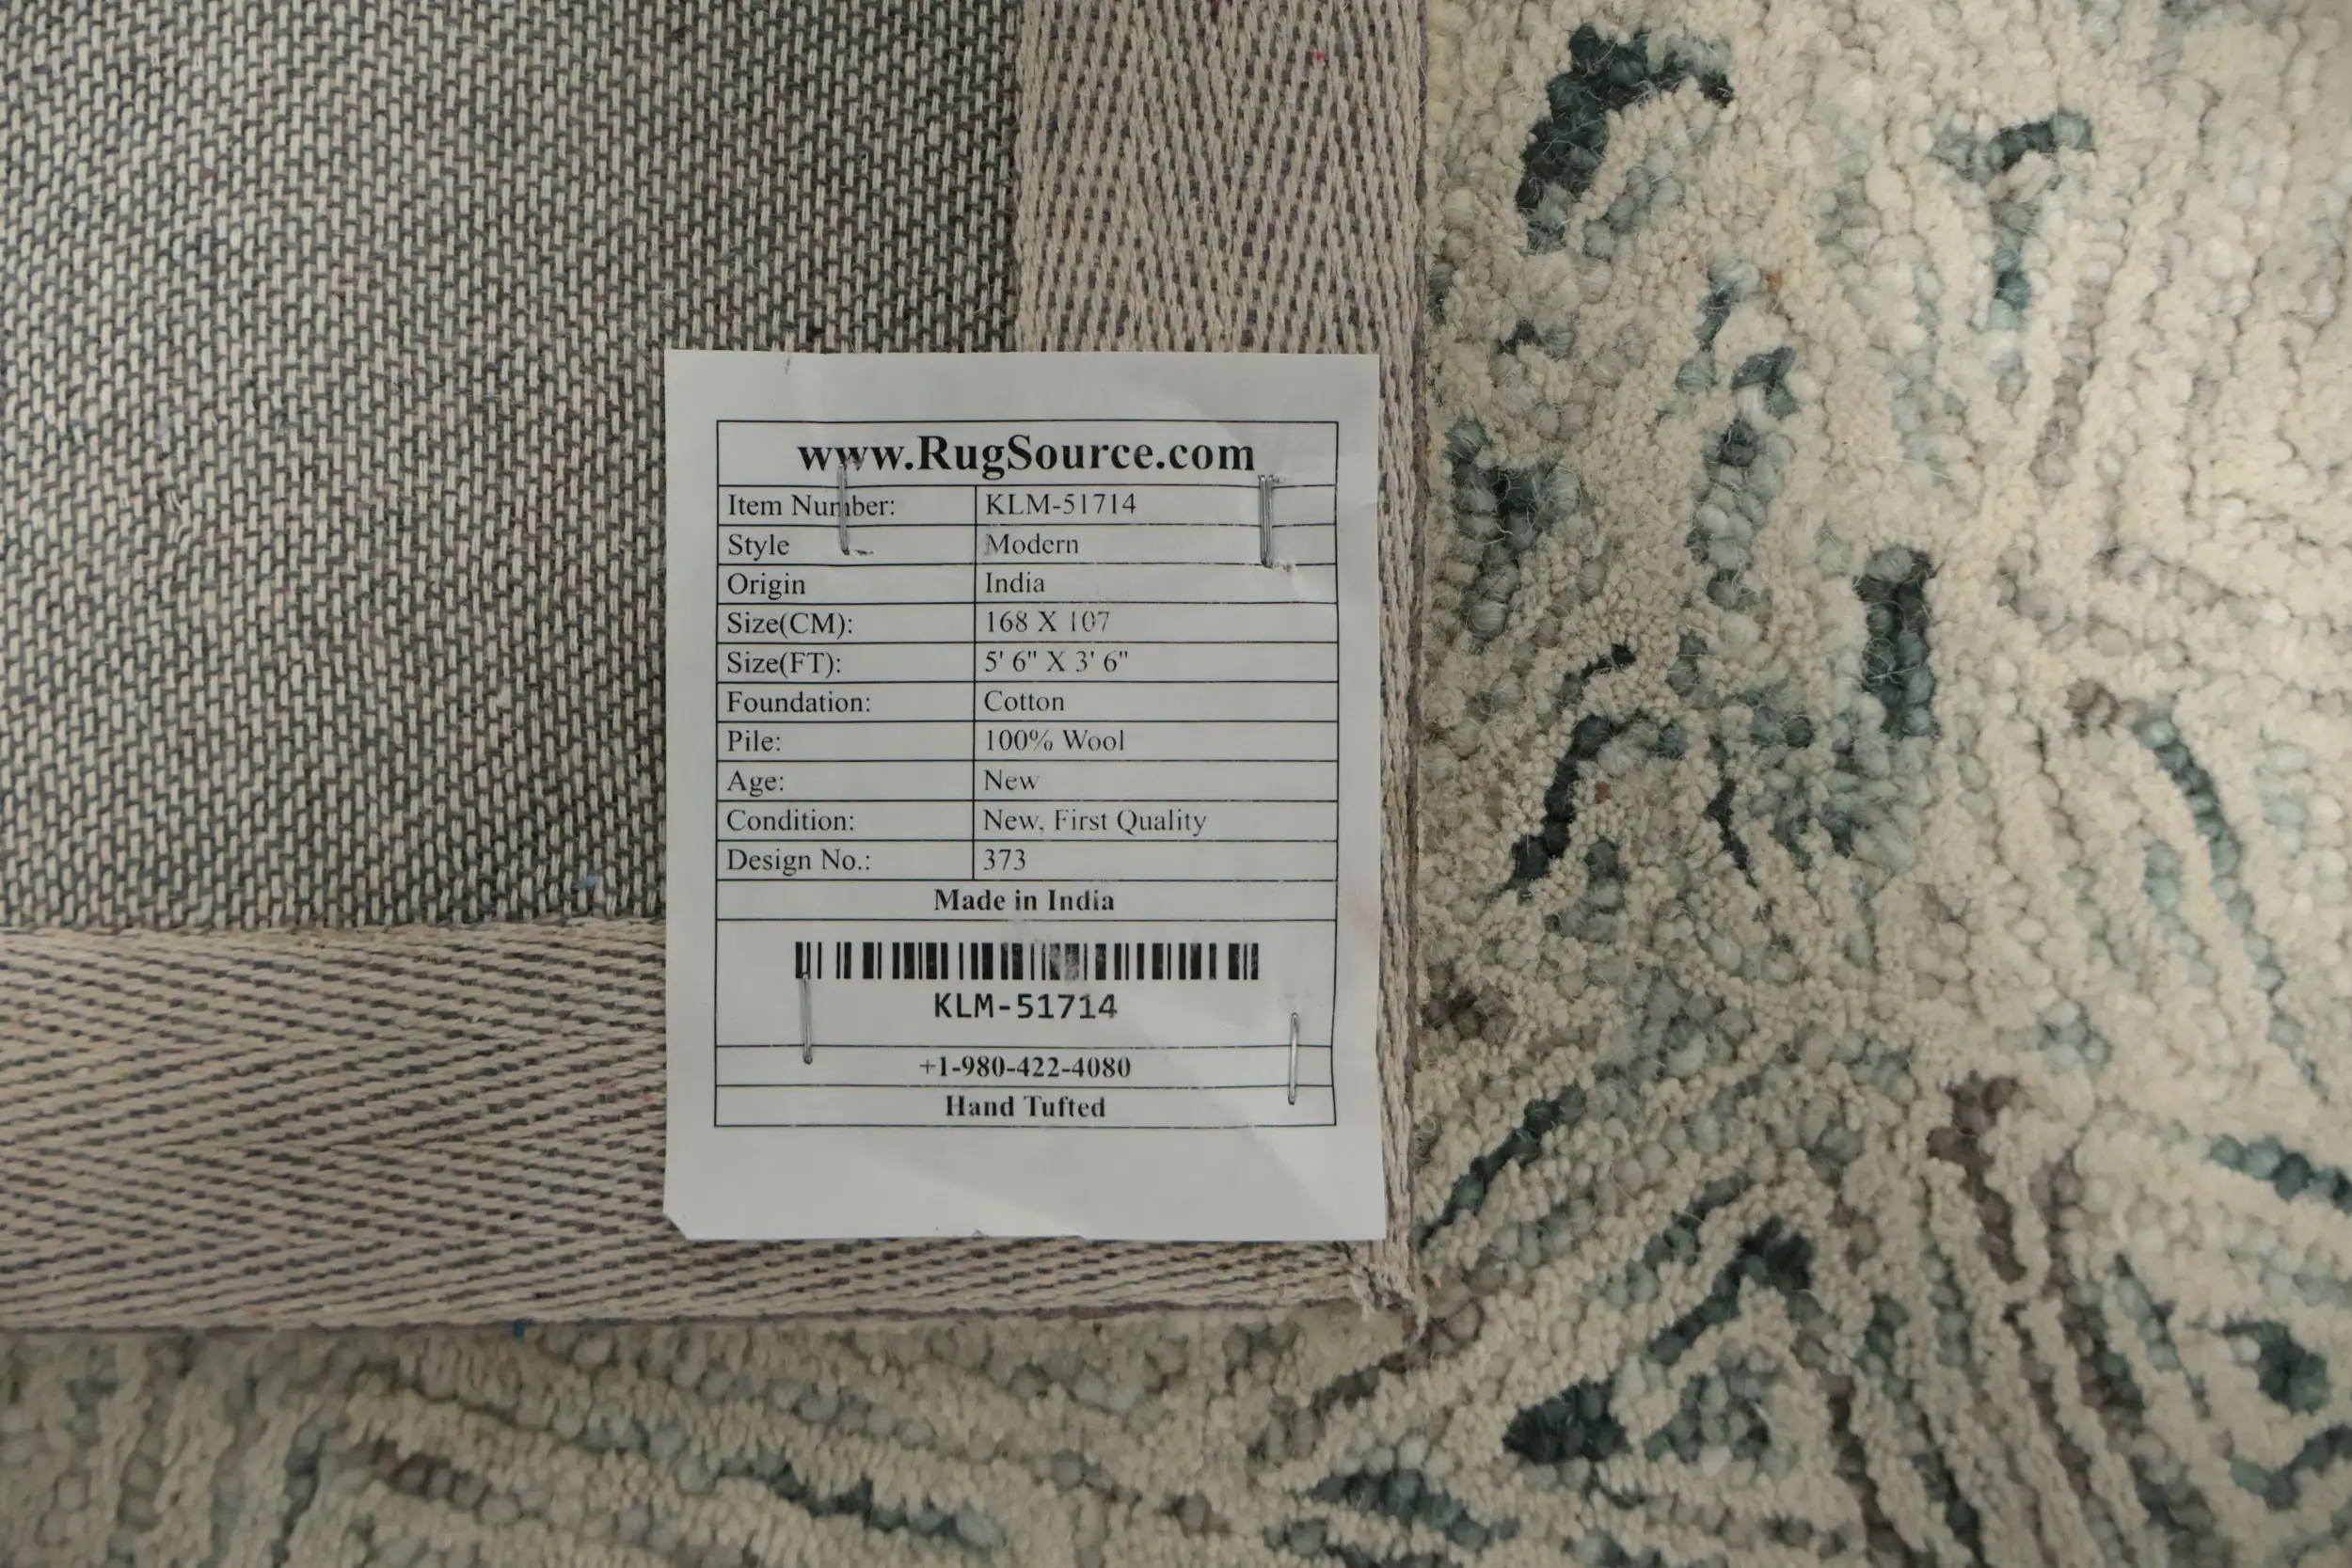 www.RugSource.com
Item Number: KLM-51714
Style Modern
Origin India
Size(CM): 168 X 107
Size(FT): 5' 6" X 3' 6"
Foundation: Cotton
Pile: 100% Wool
Age: New
Condition: New, First Quality
Design No.: 373
Made in India
KLM-51714
+1-980-422-4080
Hand Tufted